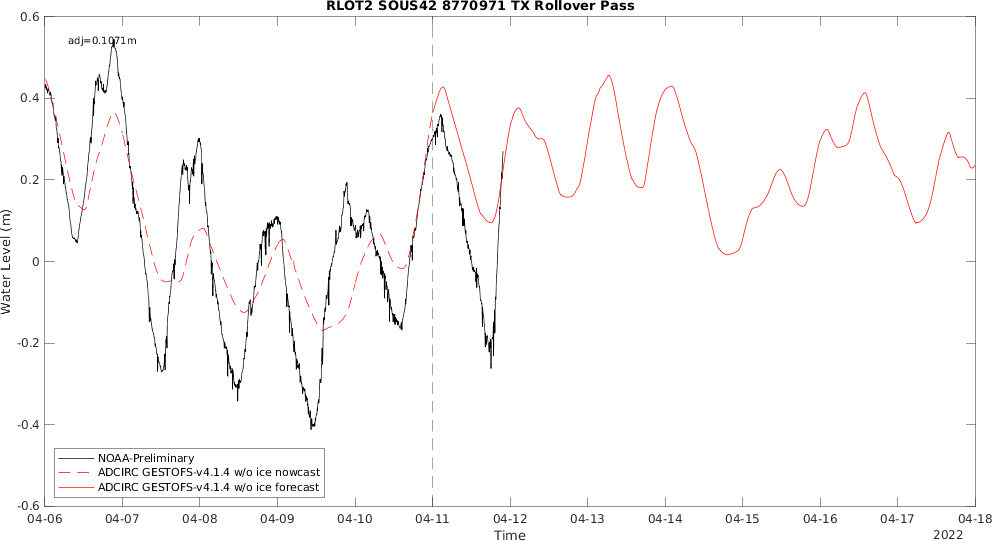 RLOT2 SOUS42 8770971 TX Rollover Pass
adj=0.1071m
0.6
0.4
0.2
0
-0.2
-0.4
-0.6
Water Level (m)
NOAA-Preliminary
ADCIRC GESTOFS-v4.1.4 w/o ice nowcast
ADCIRC GESTOFS-v4.1.4 w/o ice forecast
04-06 04-07 04-08 04-09 04-10 04-11 04-12 04-13 04-14 04-15 04-16 04-17 04-18
Time
2022